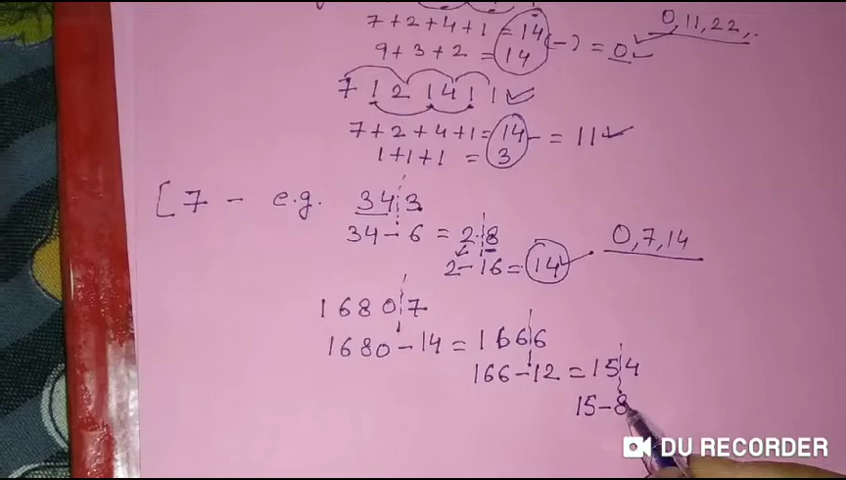 7+2+4+1 = 14
9+3+2 = 14 (-) = 0
0,11,22,.
7 1 2 1 4 1 1
7+2+4+1= 14 - = 11
1+1+1 = 3
[7 - e.g. 343
34-6 = 28
2-16 = 14
0,7,14
16807
1680-14 = 1666
166-12 = 154
15-8
DU RECORDER